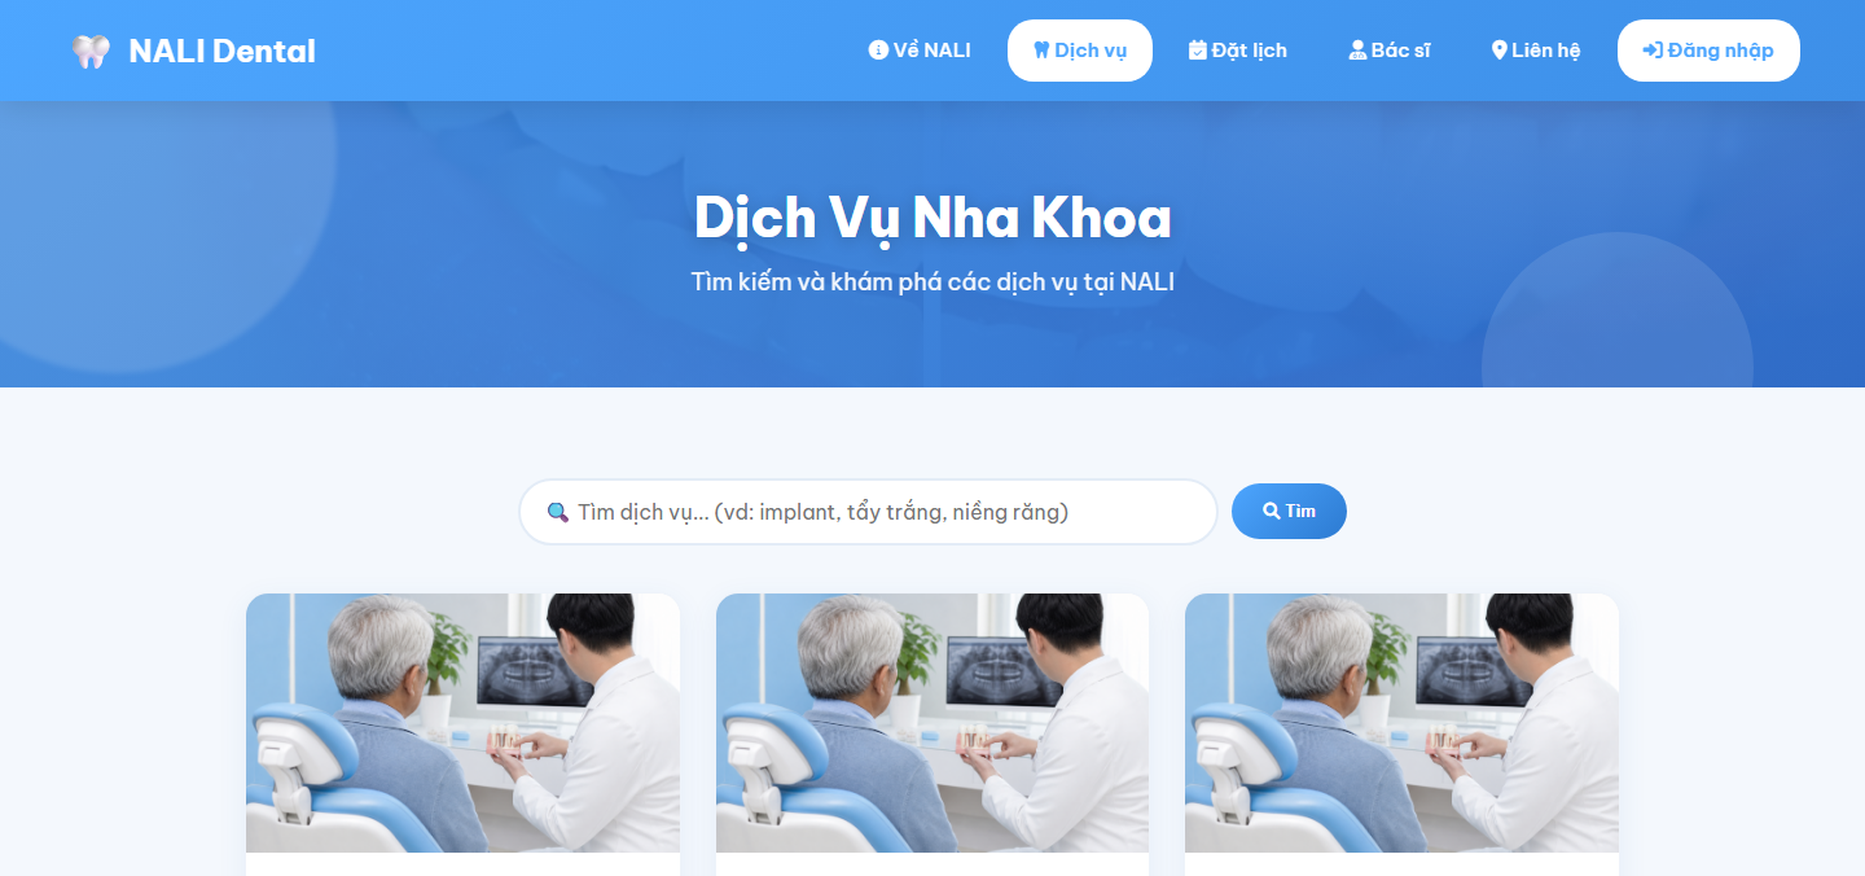 NALI Dental
Về NALI
Dịch vụ
Đặt lịch
Bác sĩ
Liên hệ
Đăng nhập
Dịch Vụ Nha Khoa
Tìm kiếm và khám phá các dịch vụ tại NALI
Tìm dịch vụ... (vd: implant, tẩy trắng, niềng răng)
Tìm